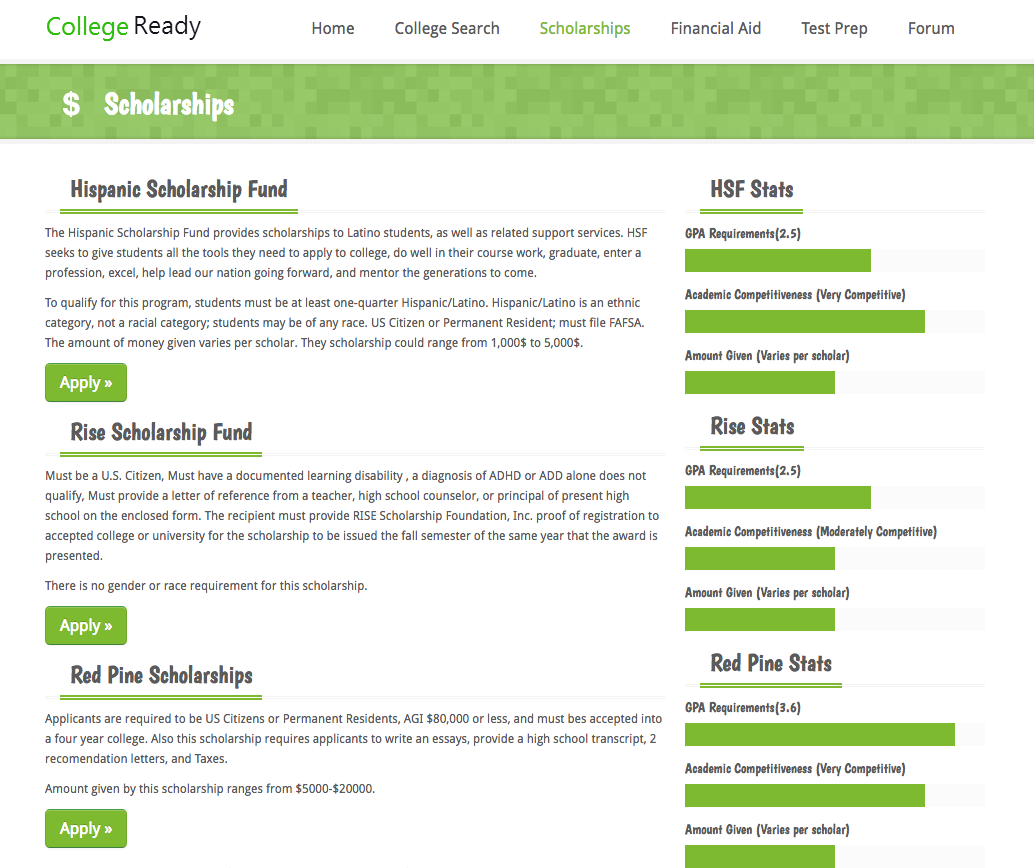 College Ready
Home College Search Scholarships Financial Aid Test Prep Forum
$ Scholarships
Hispanic Scholarship Fund
The Hispanic Scholarship Fund provides scholarships to Latino students, as well as related support services. HSF
seeks to give students all the tools they need to apply to college, do well in their course work, graduate, enter a
profession, excel, help lead our nation going forward, and mentor the generations to come.
To qualify for this program, students must be at least one-quarter Hispanic/Latino. Hispanic/Latino is an ethnic
category, not a racial category; students may be of any race. US Citizen or Permanent Resident; must file FAFSA.
The amount of money given varies per scholar. They scholarship could range from 1,000$ to 5,000$.
Apply »
Rise Scholarship Fund
Must be a U.S. Citizen, Must have a documented learning disability , a diagnosis of ADHD or ADD alone does not
qualify, Must provide a letter of reference from a teacher, high school counselor, or principal of present high
school on the enclosed form. The recipient must provide RISE Scholarship Foundation, Inc. proof of registration to
accepted college or university for the scholarship to be issued the fall semester of the same year that the award is
presented.
There is no gender or race requirement for this scholarship.
Apply »
Red Pine Scholarships
Applicants are required to be US Citizens or Permanent Residents, AGI $80,000 or less, and must bes accepted into
a four year college. Also this scholarship requires applicants to write an essays, provide a high school transcript, 2
recomendation letters, and Taxes.
Amount given by this scholarship ranges from $5000-$20000.
Apply »
HSF Stats
GPA Requirements(2.5)
Academic Competitiveness (Very Competitive)
Amount Given (Varies per scholar)
Rise Stats
GPA Requirements(2.5)
Academic Competitiveness (Moderately Competitive)
Amount Given (Varies per scholar)
Red Pine Stats
GPA Requirements(3.6)
Academic Competitiveness (Very Competitive)
Amount Given (Varies per scholar)